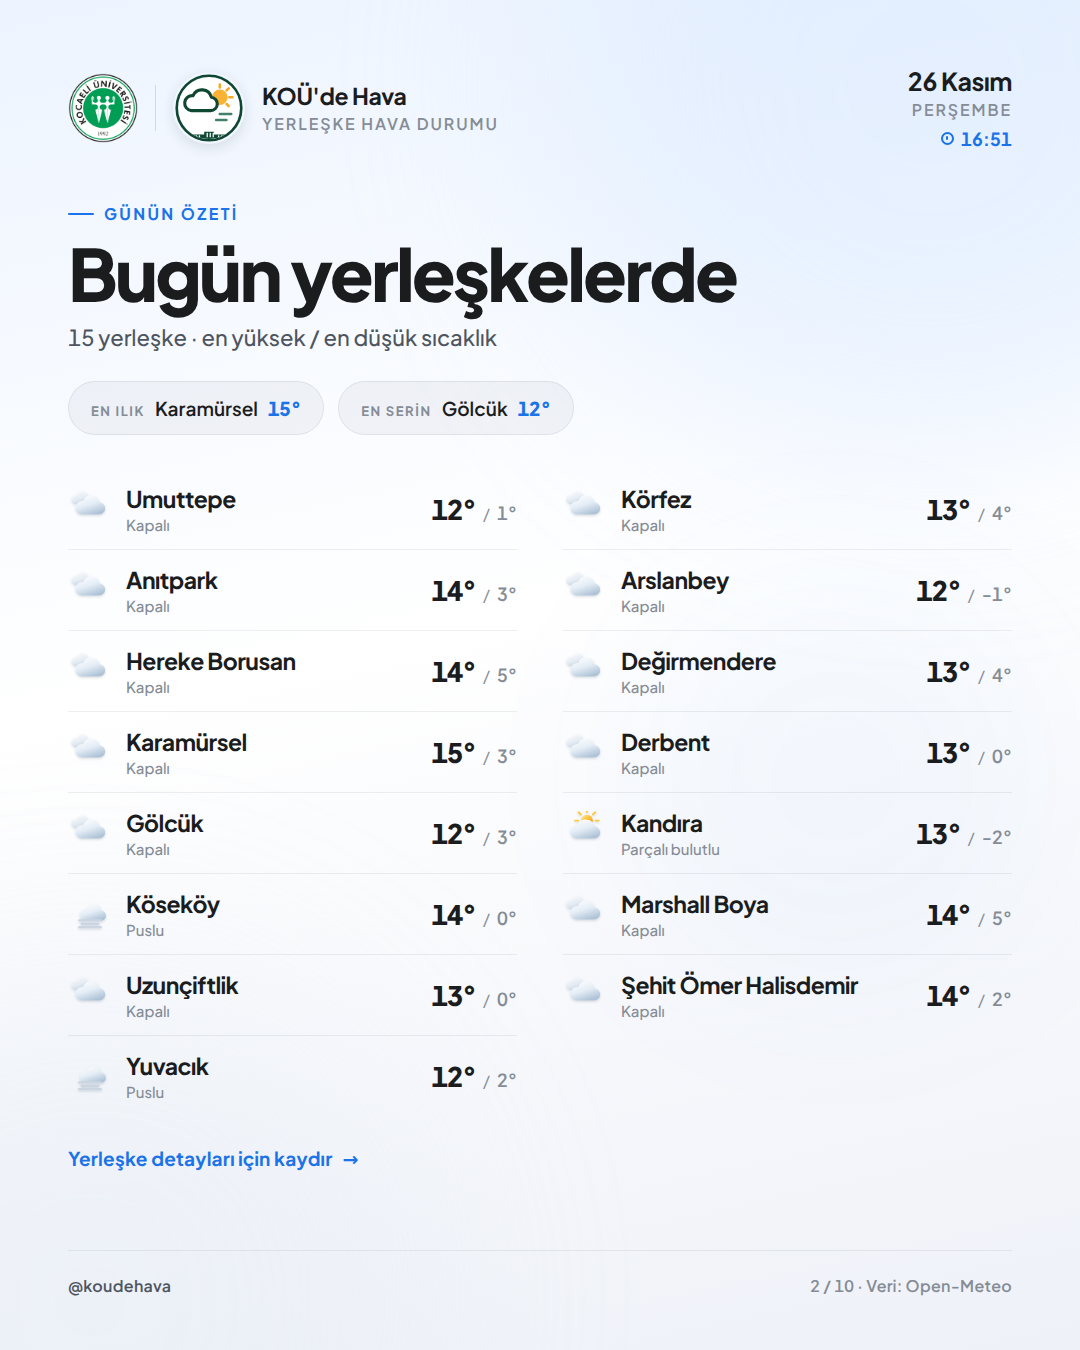 KOCAELİ ÜNİVERSİTESİ
1992
KOÜ'de Hava
YERLEŞKE HAVA DURUMU
26 Kasım
PERŞEMBE
16:51
GÜNÜN ÖZETİ
Bugün yerleşkelerde
15 yerleşke · en yüksek / en düşük sıcaklık
EN ILIK Karamürsel 15°
EN SERİN Gölcük 12°
Umuttepe 12° / 1°
Kapalı
Anıtpark 14° / 3°
Kapalı
Hereke Borusan 14° / 5°
Kapalı
Karamürsel 15° / 3°
Kapalı
Gölcük 12° / 3°
Kapalı
Köseköy 14° / 0°
Puslu
Uzunçiftlik 13° / 0°
Kapalı
Yuvacık 12° / 2°
Puslu
Körfez 13° / 4°
Kapalı
Arslanbey 12° / -1°
Kapalı
Değirmendere 13° / 4°
Kapalı
Derbent 13° / 0°
Kapalı
Kandıra 13° / -2°
Parçalı bulutlu
Marshall Boya 14° / 5°
Kapalı
Şehit Ömer Halisdemir 14° / 2°
Kapalı
Yerleşke detayları için kaydır →
@koudehava
2 / 10 · Veri: Open-Meteo